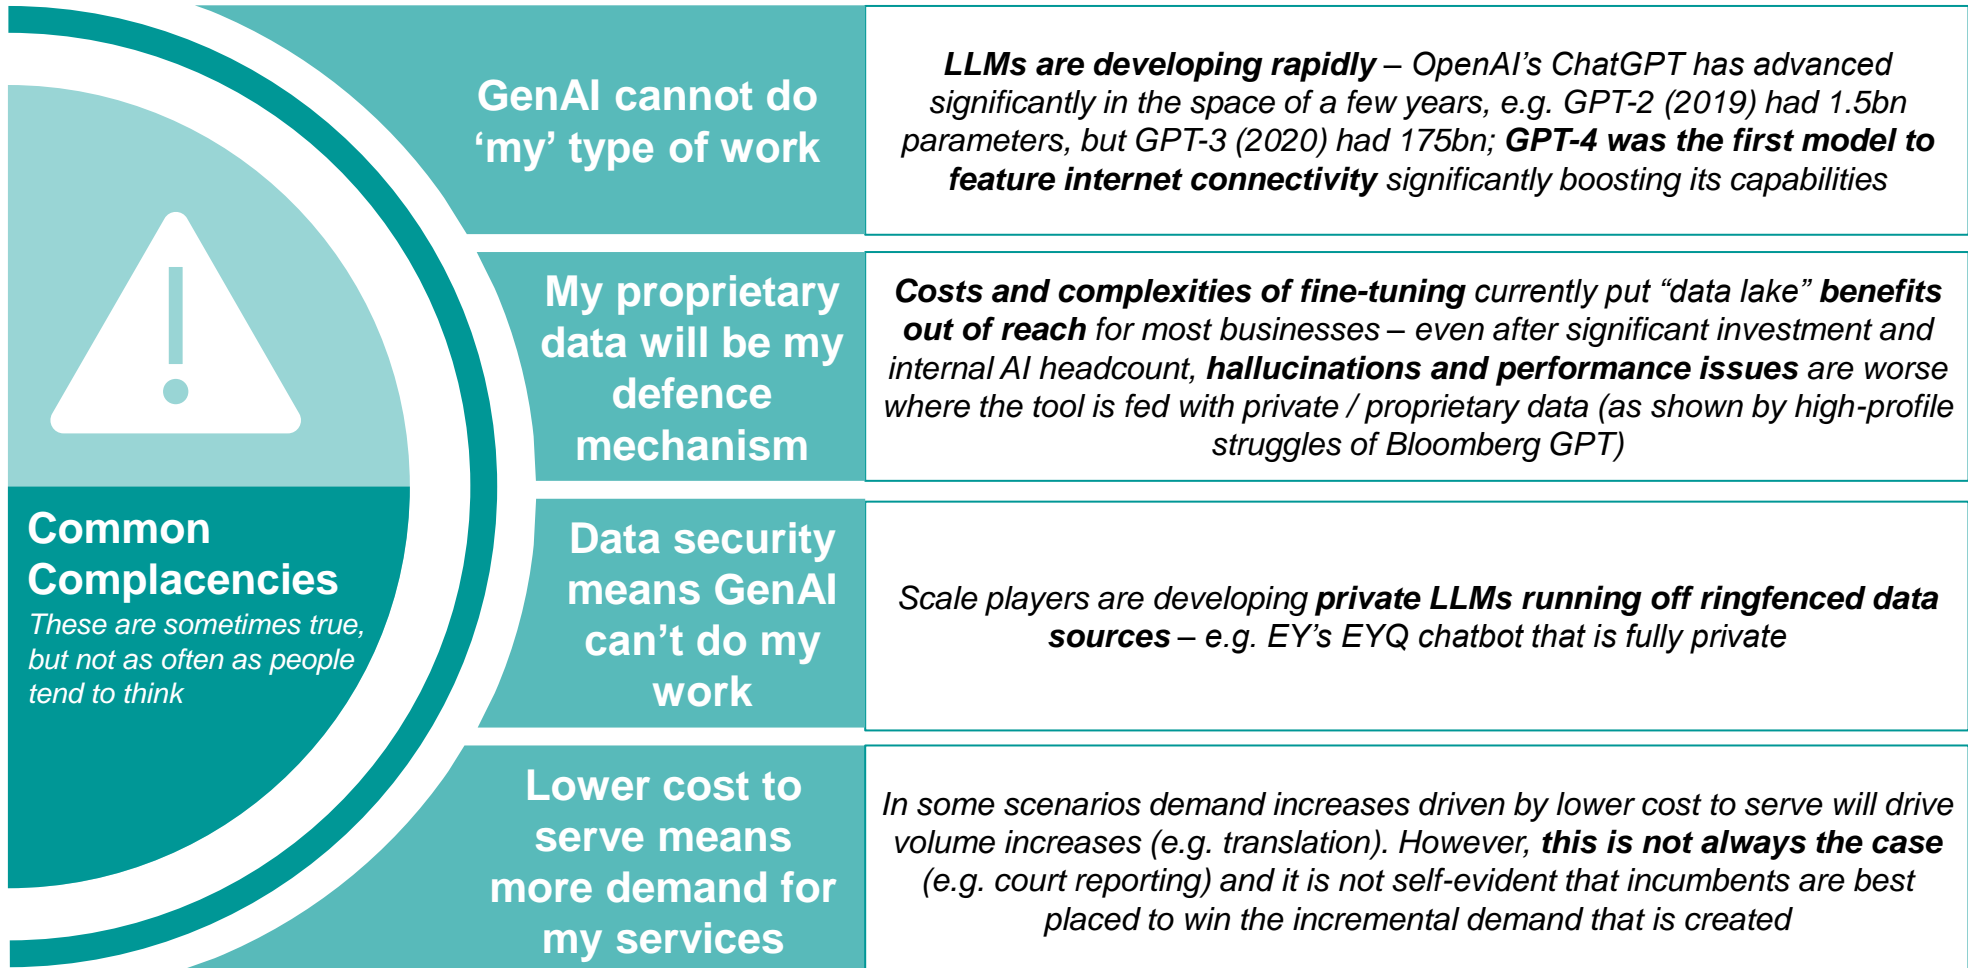 Common
Complacencies
These are sometimes true,
but not as often as people
tend to think
GenAI cannot do
‘my’ type of work
LLMs are developing rapidly – OpenAI’s ChatGPT has advanced
significantly in the space of a few years, e.g. GPT-2 (2019) had 1.5bn
parameters, but GPT-3 (2020) had 175bn; GPT-4 was the first model to
feature internet connectivity significantly boosting its capabilities
My proprietary
data will be my
defence
mechanism
Costs and complexities of fine-tuning currently put “data lake” benefits
out of reach for most businesses – even after significant investment and
internal AI headcount, hallucinations and performance issues are worse
where the tool is fed with private / proprietary data (as shown by high-profile
struggles of Bloomberg GPT)
Data security
means GenAI
can’t do my
work
Scale players are developing private LLMs running off ringfenced data
sources – e.g. EY’s EYQ chatbot that is fully private
Lower cost to
serve means
more demand for
my services
In some scenarios demand increases driven by lower cost to serve will drive
volume increases (e.g. translation). However, this is not always the case
(e.g. court reporting) and it is not self-evident that incumbents are best
placed to win the incremental demand that is created